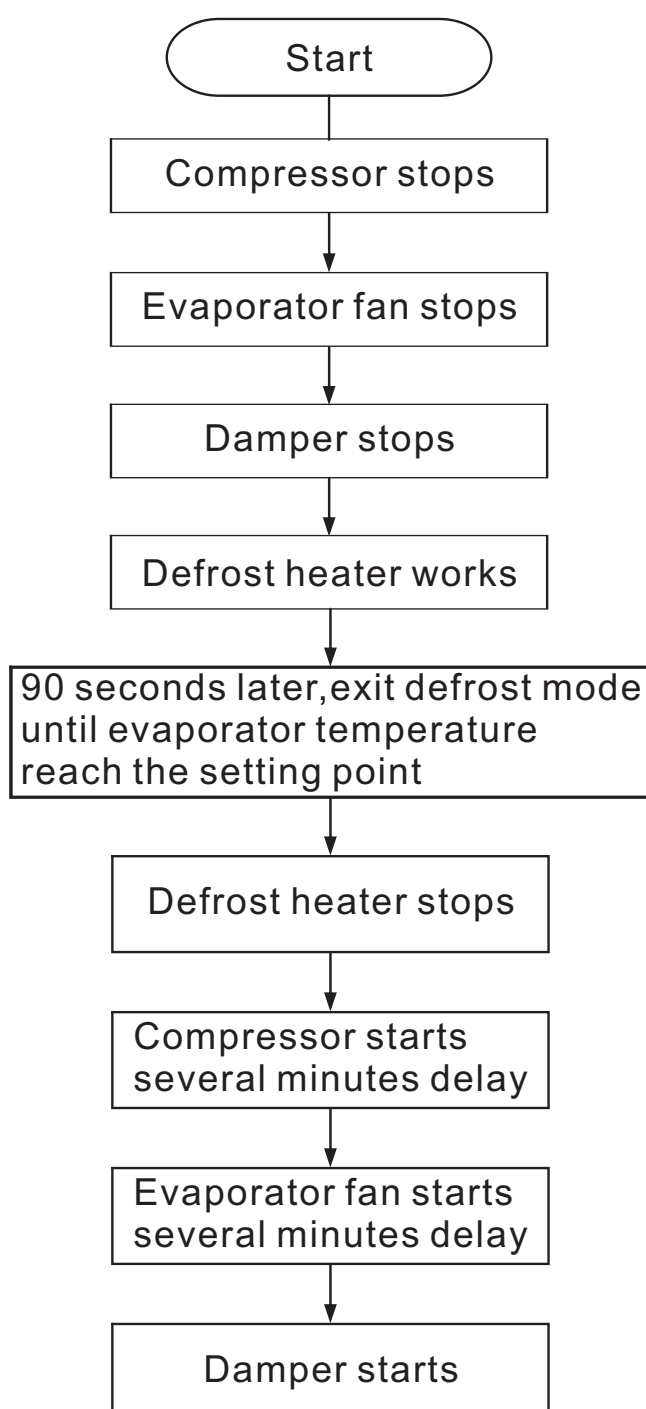 Start
Compressor stops
Evaporator fan stops
Damper stops
Defrost heater works
90 seconds later,exit defrost mode
until evaporator temperature
reach the setting point
Defrost heater stops
Compressor starts
several minutes delay
Evaporator fan starts
several minutes delay
Damper starts